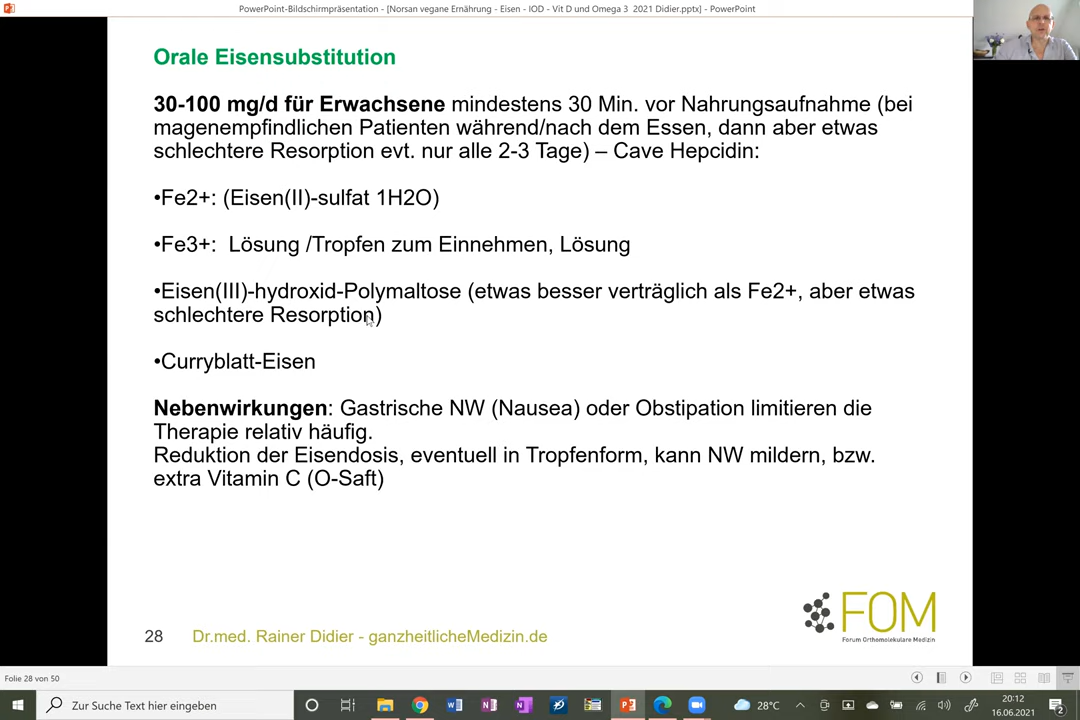 PowerPoint-Bildschirmpräsentation - [Norsan vegane Ernährung - Eisen - IOD - Vit D und Omega 3 2021 Didier.pptx] - PowerPoint
Orale Eisensubstitution
30-100 mg/d für Erwachsene mindestens 30 Min. vor Nahrungsaufnahme (bei
magenempfindlichen Patienten während/nach dem Essen, dann aber etwas
schlechtere Resorption evt. nur alle 2-3 Tage) – Cave Hepcidin:
•Fe2+: (Eisen(II)-sulfat 1H2O)
•Fe3+: Lösung /Tropfen zum Einnehmen, Lösung
•Eisen(III)-hydroxid-Polymaltose (etwas besser verträglich als Fe2+, aber etwas
schlechtere Resorption)
•Curryblatt-Eisen
Nebenwirkungen: Gastrische NW (Nausea) oder Obstipation limitieren die
Therapie relativ häufig.
Reduktion der Eisendosis, eventuell in Tropfenform, kann NW mildern, bzw.
extra Vitamin C (O-Saft)
FOM
Forum Orthomolekulare Medizin
28 Dr.med. Rainer Didier - ganzheitlicheMedizin.de
Folie 28 von 50
Zur Suche Text hier eingeben
28°C
20:12
16.06.2021
2